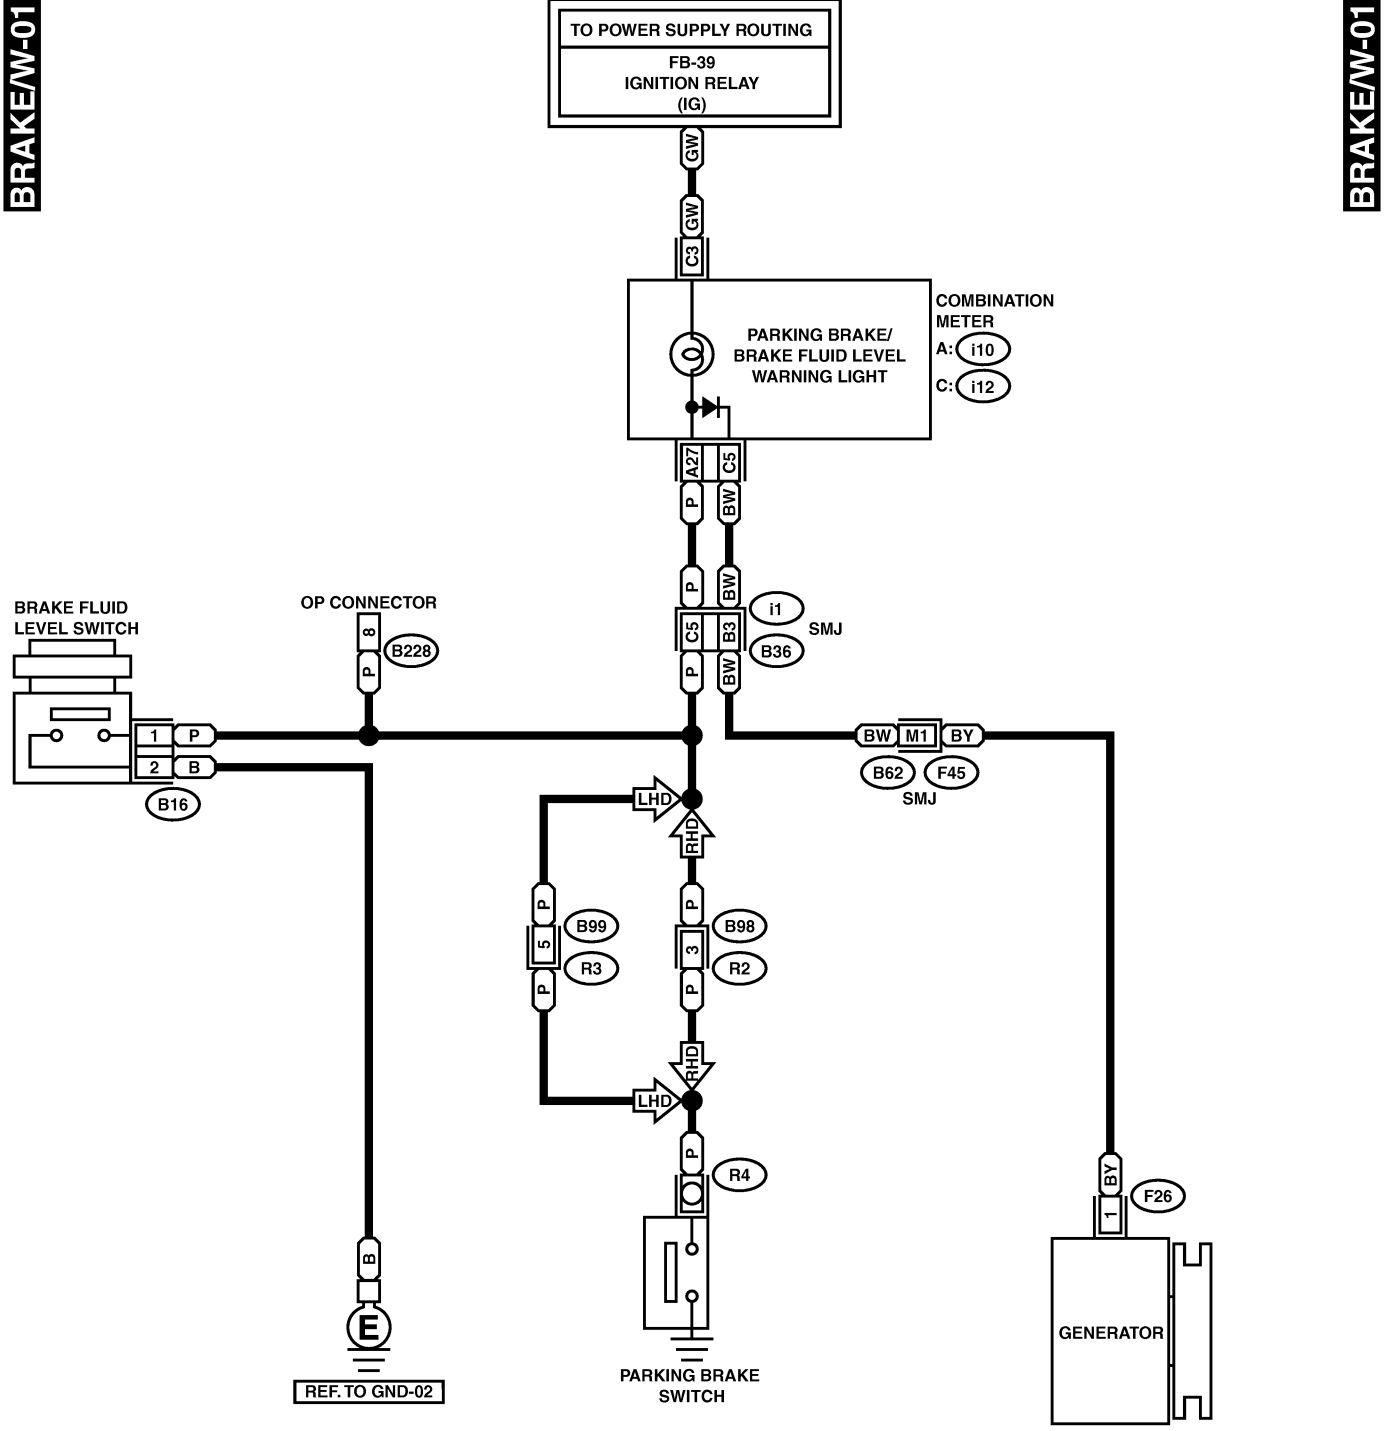 BRAKE/W-01
BRAKE/W-01
TO POWER SUPPLY ROUTING
FB-39
IGNITION RELAY
(IG)
GW
GW
C3
PARKING BRAKE/
BRAKE FLUID LEVEL
WARNING LIGHT
COMBINATION
METER
A: i10
C: i12
A27
C5
P
BW
P
BW
i1
C5
B3
SMJ
B36
P
BW
BRAKE FLUID
LEVEL SWITCH
OP CONNECTOR
8
B228
P
1
P
2
B
B16
BW
M1
BY
B62
F45
SMJ
LHD
RHD
P
P
B99
B98
5
3
R3
R2
P
P
RHD
LHD
P
R4
BY
F26
1
B
E
REF. TO GND-02
PARKING BRAKE
SWITCH
GENERATOR